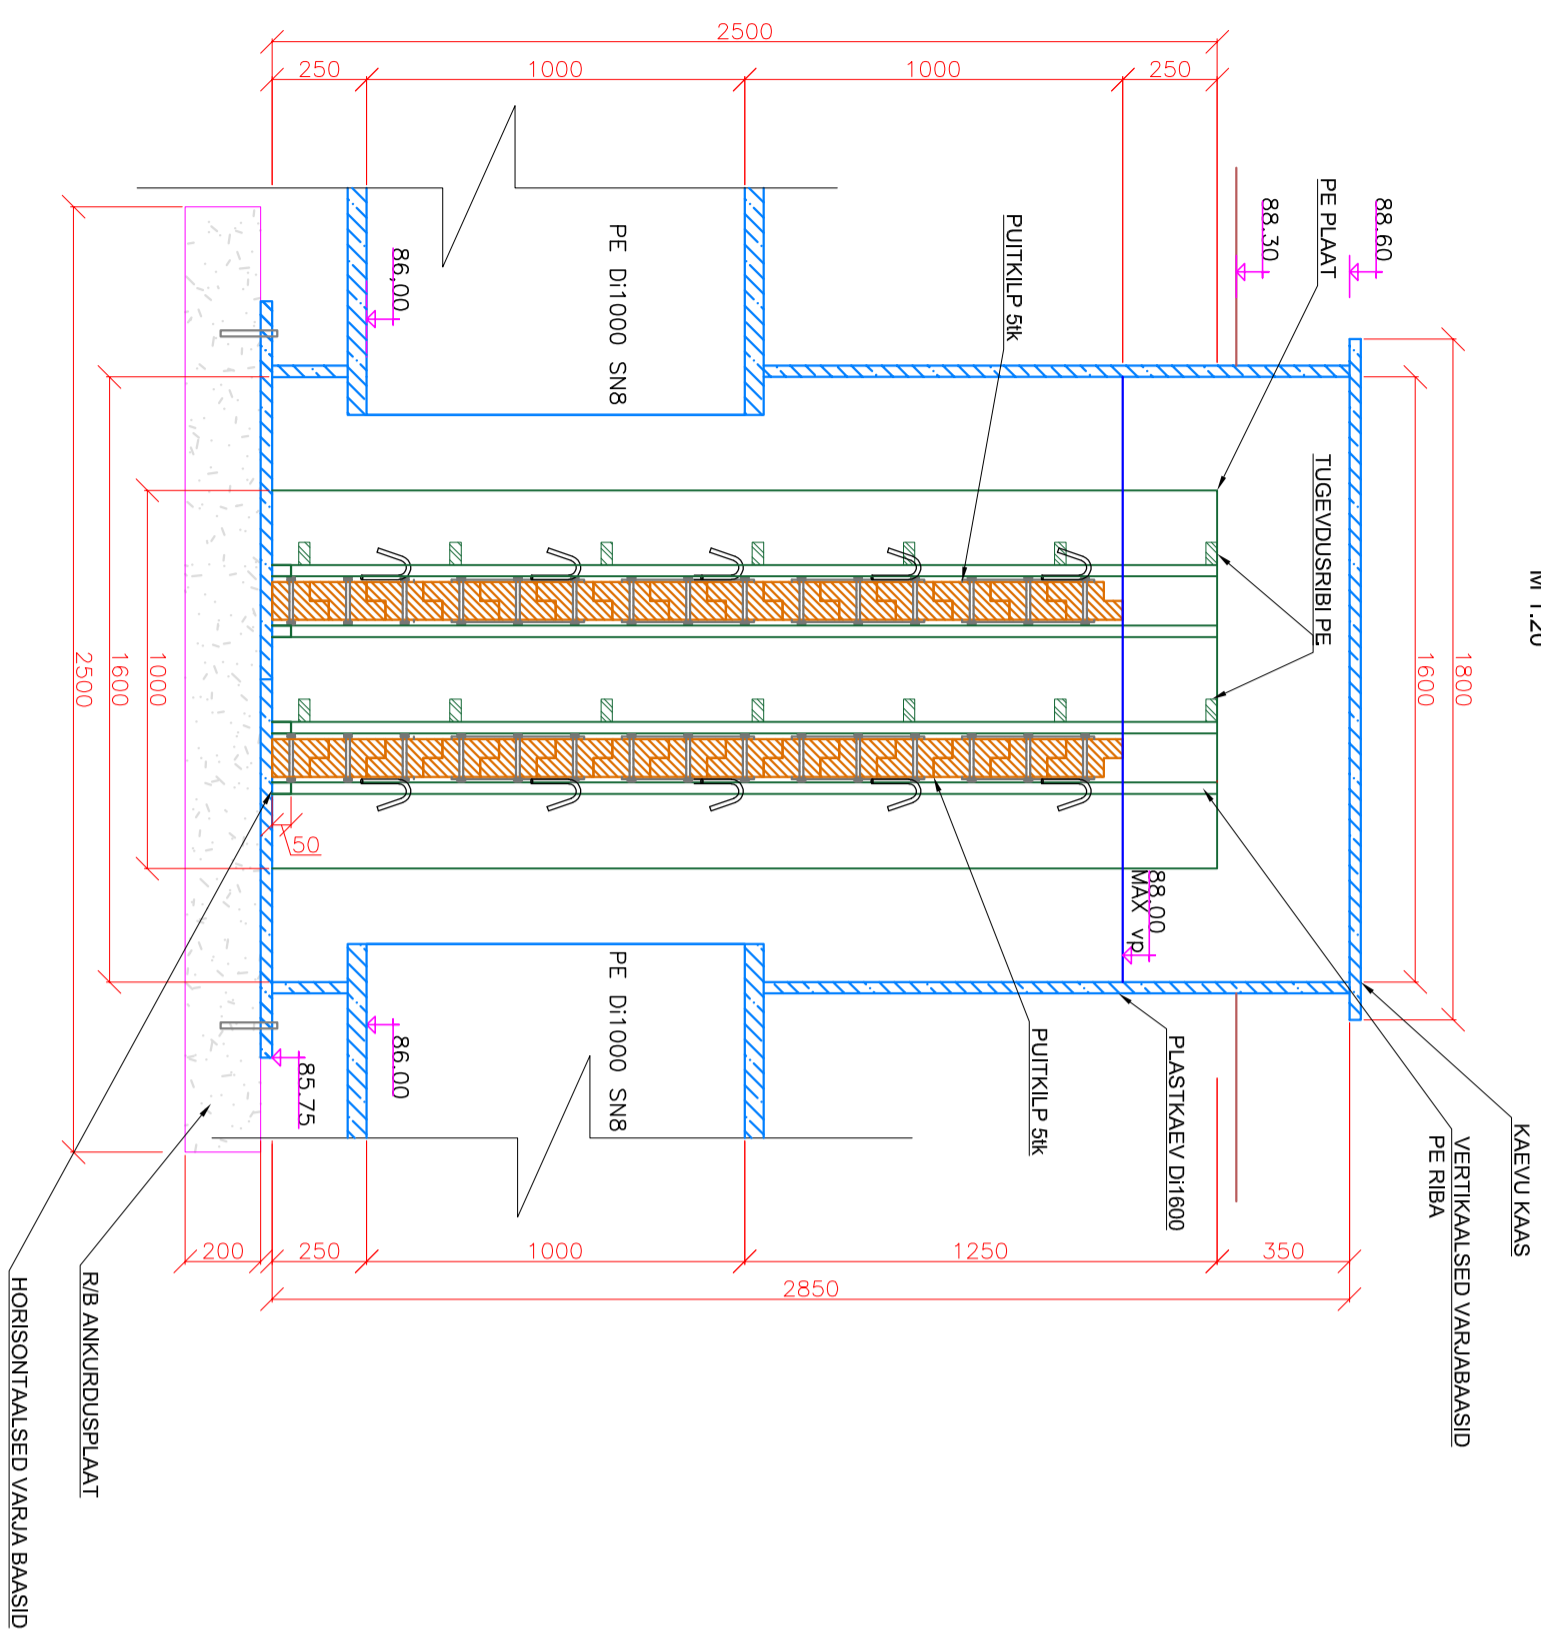 KAEVU KAAS
VERTIKAALSED VARJABAASID
PE RIBA
1800
1600
88.60
88.30
PE PLAAT
TUGEVDUSRIBI PE
PLASTKAEV Di1600
88.00
MAX vp
PUITKILP 5tk
PUITKILP 5tk
PE Di1000 SN8
PE Di1000 SN8
86,00
86.00
85.75
50
1000
1600
2500
2500
250
1000
1000
250
350
1250
1000
250
200
2850
R/B ANKURDUSPLAAT
HORISONTAALSED VARJA BAASID